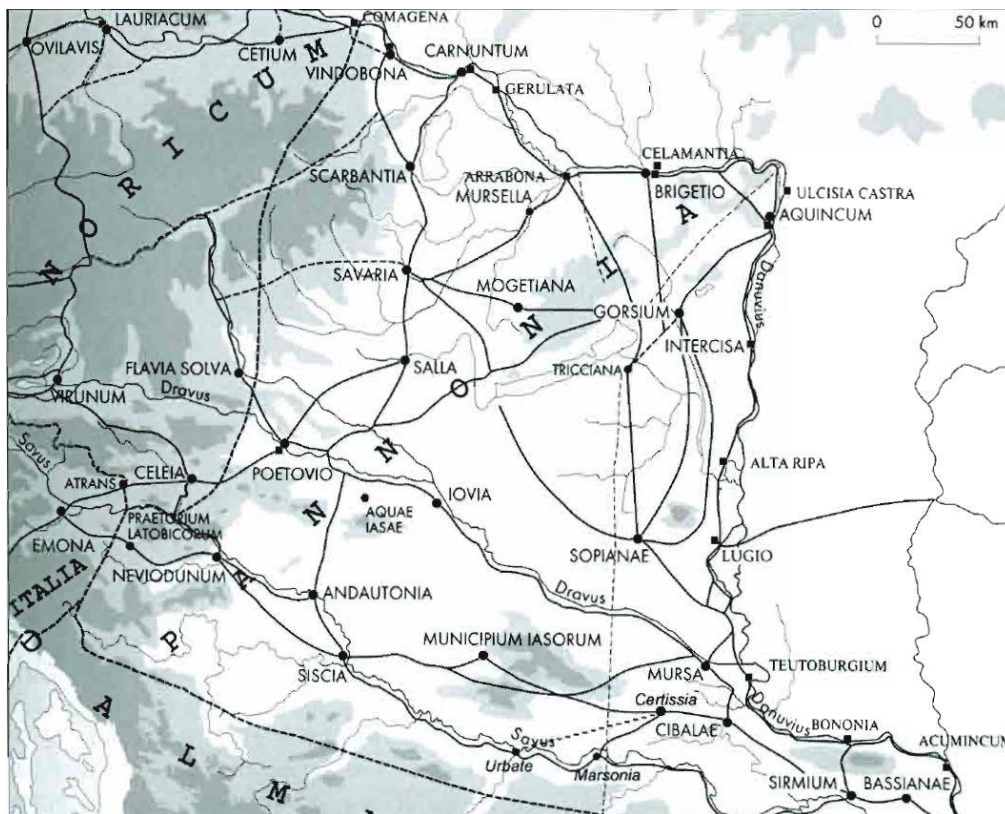 LAURIACUM
COMAGENA
0 50 km
OVILAVIS
CETIUM
VINDOBONA
CARNUNTUM
GERULATA
NORICUM
SCARBANTIA
ARRABONA
MURSELLA
CELAMANTIA
BRIGETIO
ULCISIA CASTRA
AQUINCUM
SAVARIA
MOGETIANA
GORSIUM
Danuvius
INTERCISA
FLAVIA SOLVA
SALLA
TRICCIANA
VIRUNUM
Dravus
PANNONIA
Savus
ATRANS
CELEIA
POETOVIO
AQUAE
IASAE
IOVIA
ALTA RIPA
EMONA
PRAETORIUM
LATOBICORUM
NEVIODUNUM
SOPIANAE
LUGIO
ITALIA
ANDAUTONIA
Dravus
MUNICIPIUM IASORUM
SISCIA
MURSA
TEUTOBURGIUM
DALM
Certissia
CIBALAE
Danuvius
BONONIA
ACUMINCUM
Savus
Urbate
Marsonia
SIRMIUM
BASSIANAE